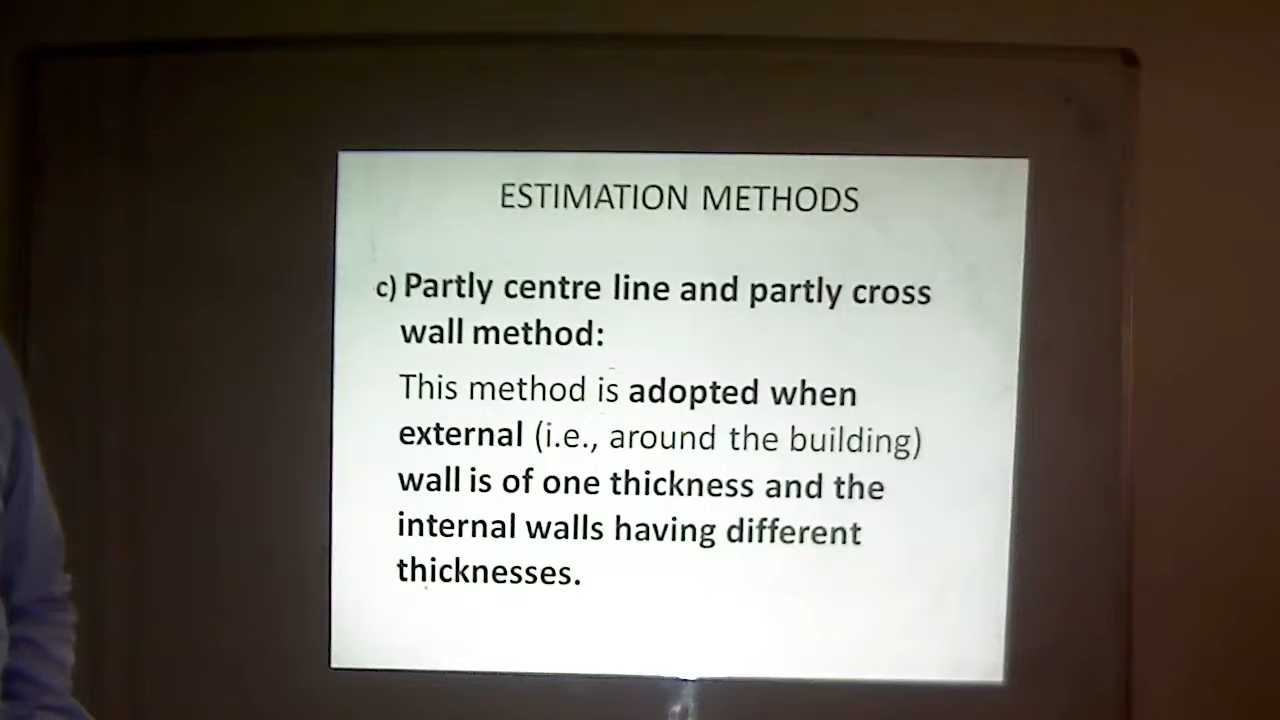 ESTIMATION METHODS
c) Partly centre line and partly cross
wall method:
This method is adopted when
external (i.e., around the building)
wall is of one thickness and the
internal walls having different
thicknesses.